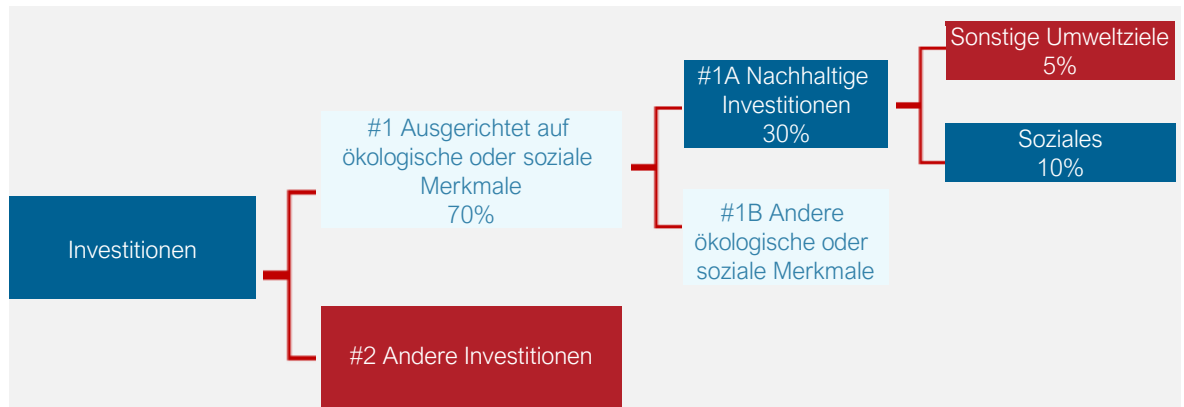 Investitionen
#1 Ausgerichtet auf
ökologische oder soziale
Merkmale
70%
#2 Andere Investitionen
#1A Nachhaltige
Investitionen
30%
#1B Andere
ökologische oder
soziale Merkmale
Sonstige Umweltziele
5%
Soziales
10%